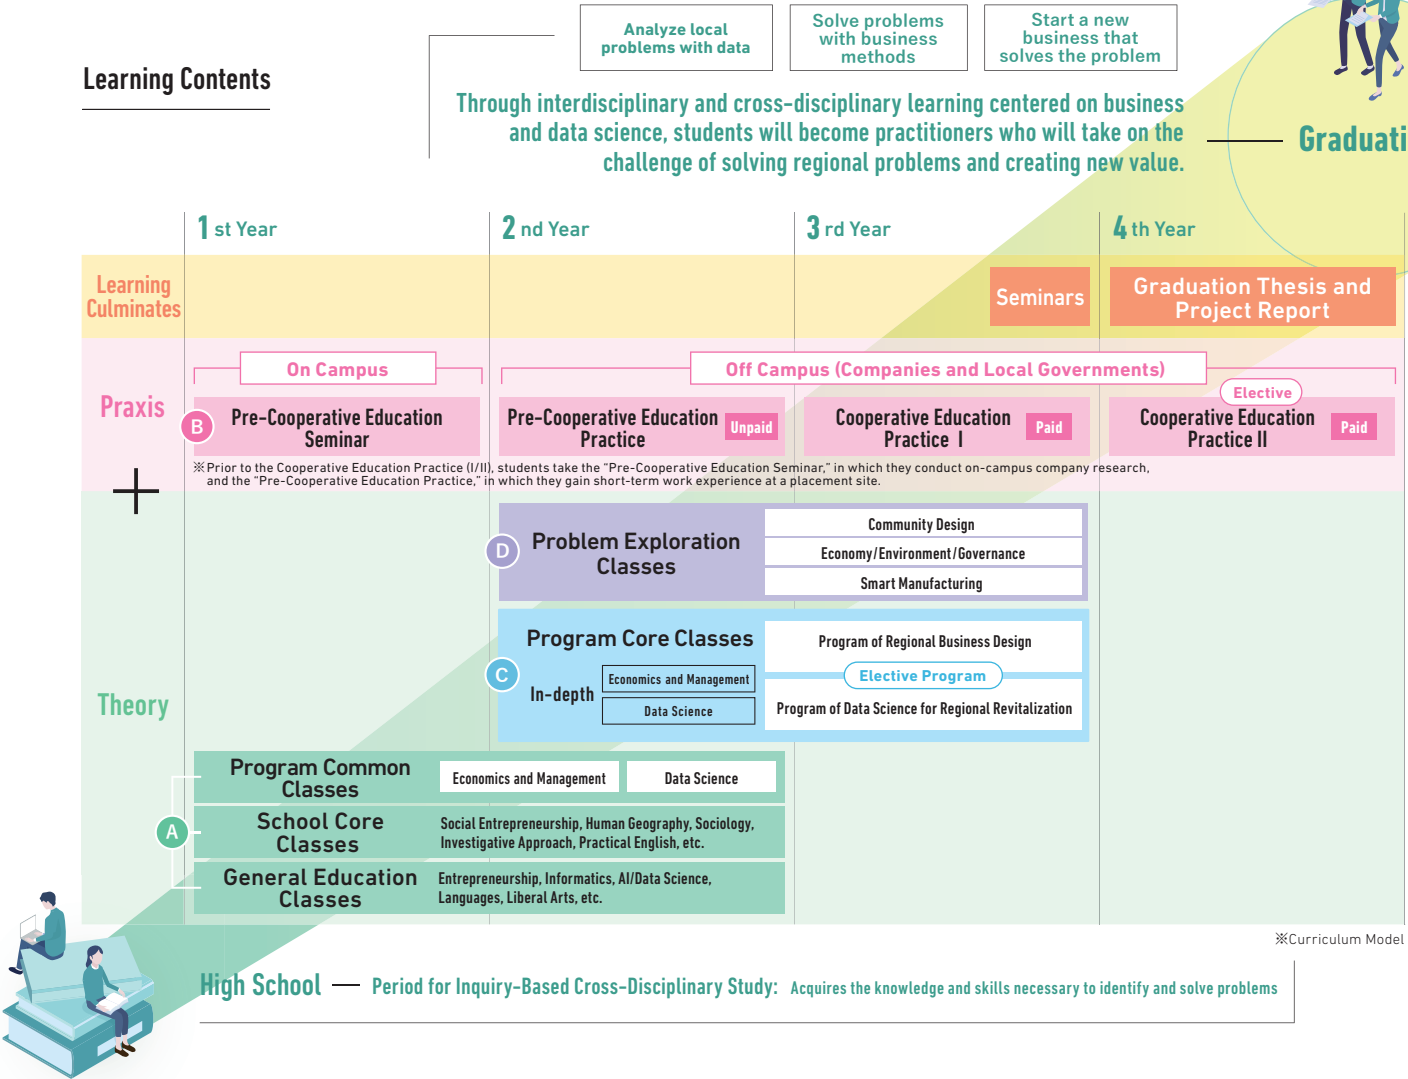 Learning Contents
Analyze local
problems with data
Solve problems
with business
methods
Start a new
business that
solves the problem
Through interdisciplinary and cross-disciplinary learning centered on business
and data science, students will become practitioners who will take on the
challenge of solving regional problems and creating new value.
Graduati
1 st Year
2 nd Year
3 rd Year
4 th Year
Learning
Culminates
Seminars
Graduation Thesis and
Project Report
Praxis
On Campus
Off Campus (Companies and Local Governments)
Elective
B
Pre-Cooperative Education
Seminar
Pre-Cooperative Education
Practice
Unpaid
Cooperative Education
Practice I
Paid
Cooperative Education
Practice II
Paid
※Prior to the Cooperative Education Practice (I/II), students take the “Pre-Cooperative Education Seminar,” in which they conduct on-campus company research,
and the “Pre-Cooperative Education Practice,” in which they gain short-term work experience at a placement site.
Theory
D
Problem Exploration
Classes
Community Design
Economy/Environment/Governance
Smart Manufacturing
C
Program Core Classes
In-depth
Economics and Management
Data Science
Program of Regional Business Design
Elective Program
Program of Data Science for Regional Revitalization
A
Program Common
Classes
Economics and Management
Data Science
School Core
Classes
Social Entrepreneurship, Human Geography, Sociology,
Investigative Approach, Practical English, etc.
General Education
Classes
Entrepreneurship, Informatics, AI/Data Science,
Languages, Liberal Arts, etc.
※Curriculum Model
High School — Period for Inquiry-Based Cross-Disciplinary Study: Acquires the knowledge and skills necessary to identify and solve problems